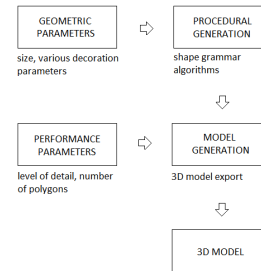 GEOMETRIC
PARAMETERS
size, various decoration
parameters
PROCEDURAL
GENERATION
shape grammar
algorithms
PERFORMANCE
PARAMETERS
level of detail, number
of polygons
MODEL
GENERATION
3D model export
3D MODEL